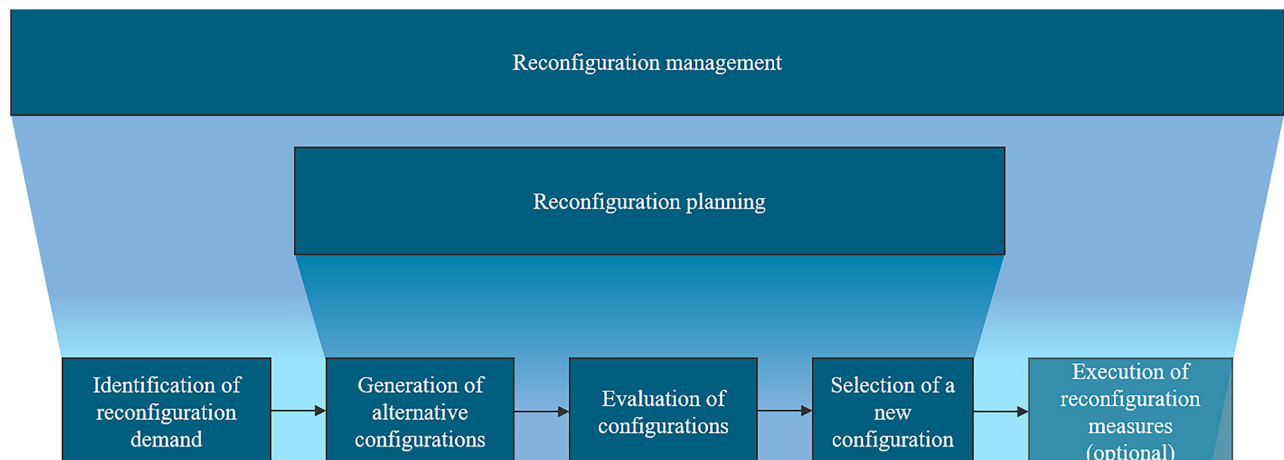 Reconfiguration management
Reconfiguration planning
Identification of
reconfiguration
demand
Generation of
alternative
configurations
Evaluation of
configurations
Selection of a
new
configuration
Execution of
reconfiguration
measures
(optional)